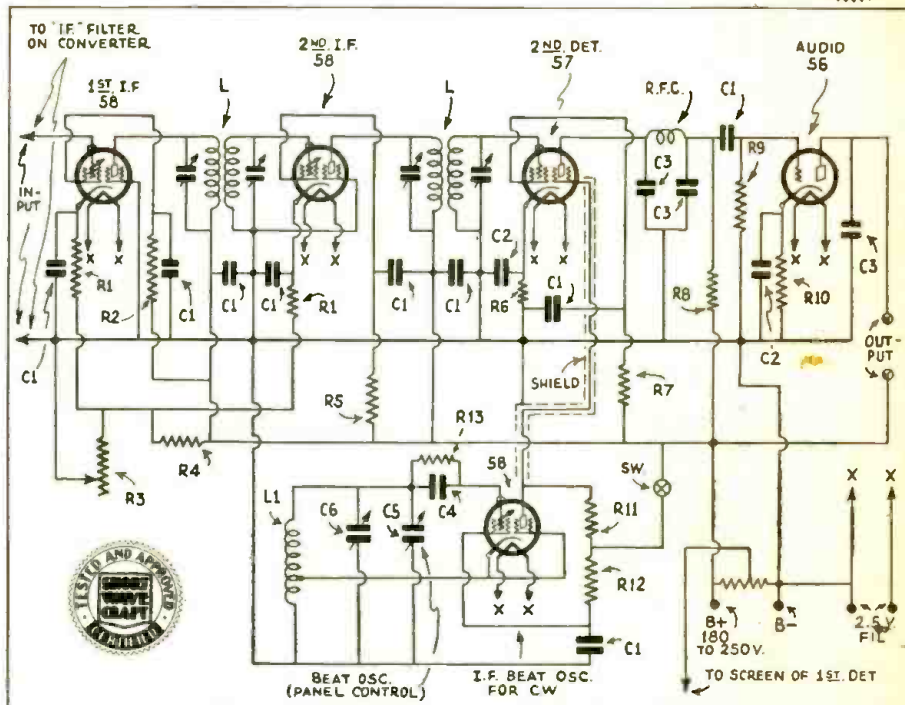 TO "I.F." FILTER
ON CONVERTER
1ST. I.F
58
L
2ND. I.F.
58
L
2ND. DET.
57
R.F.C.
C1
AUDIO
56
R9
C3
C3
IN-
PUT
X X
X X
X X
X X
C2
C3
R1
R2
C1
C1
C1
R1
C1
C1
R6
C1
R8
R10
C1
C2
OUT-
PUT
SHIELD
R5
R7
R13
R3
R4
58
SW.
X
X
L1
C6
C5
C4
R11
R12
X X
TESTED AND APPROVED
SHORT
WAVE
CRAFT
C1
B+
180
TO 250V.
B-
2.5 V.
FIL
BEAT OSC.
(PANEL CONTROL)
I.F. BEAT OSC.
FOR CW
TO SCREEN OF 1ST. DET